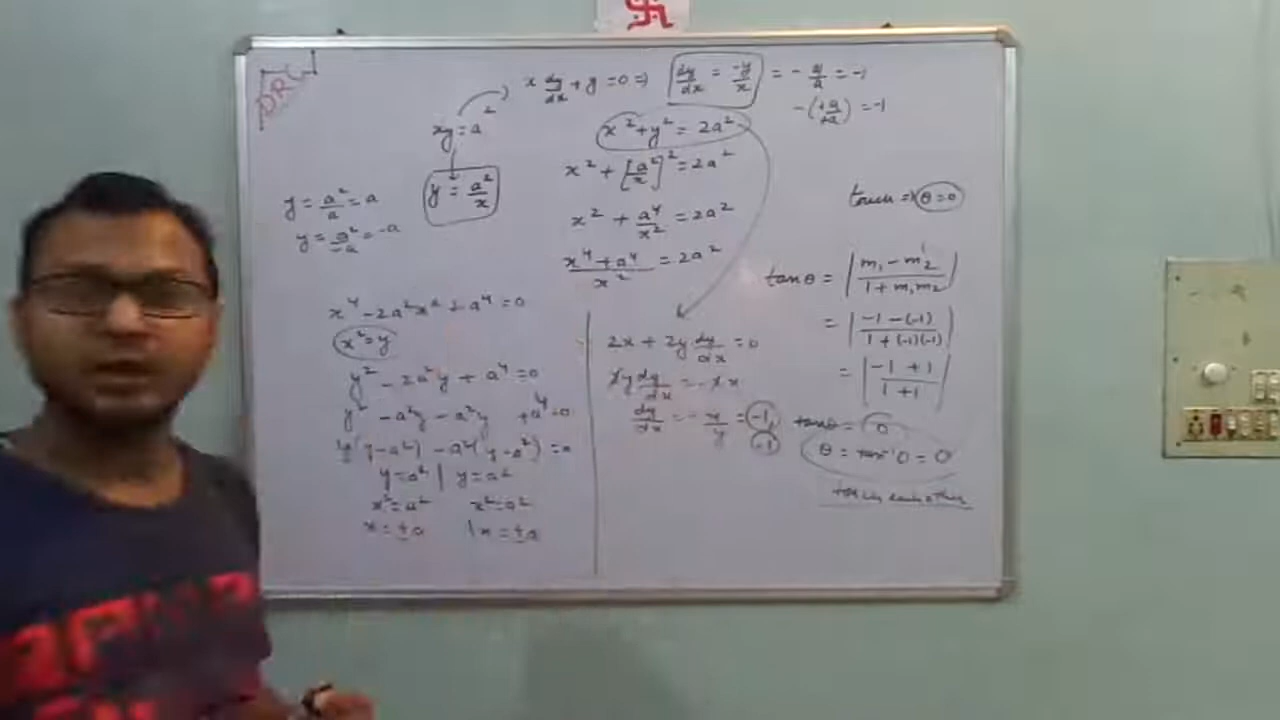 DRC
x dy/dx + y = 0 ⇒ dy/dx = -y/x = -a/a = -1
-(+a/+a) = -1
xy = a²
y = a²/x
y = a²/a = a
y = a²/-a = -a
x² + y² = 2a²
x² + [a²/x]² = 2a²
x² + a⁴/x² = 2a²
x⁴ + a⁴/x² = 2a²
x⁴ - 2a²x² + a⁴ = 0
x² = y
y² - 2a²y + a⁴ = 0
y² - a²y - a²y + a⁴ = 0
y(y - a²) - a²(y - a²) = 0
y = a² | y = a²
x² = a² x² = a²
x = ±a | x = ±a
2x + 2y dy/dx = 0
2y dy/dx = -2x
dy/dx = -x/y = -1
-1
touch ⇒ θ = 0
tanθ = | m₁ - m₂ / 1 + m₁m₂ |
= | -1 - (-1) / 1 + (-1)(-1) |
= | -1 + 1 / 1 + 1 |
tanθ = 0
θ = tan⁻¹0 = 0
each other